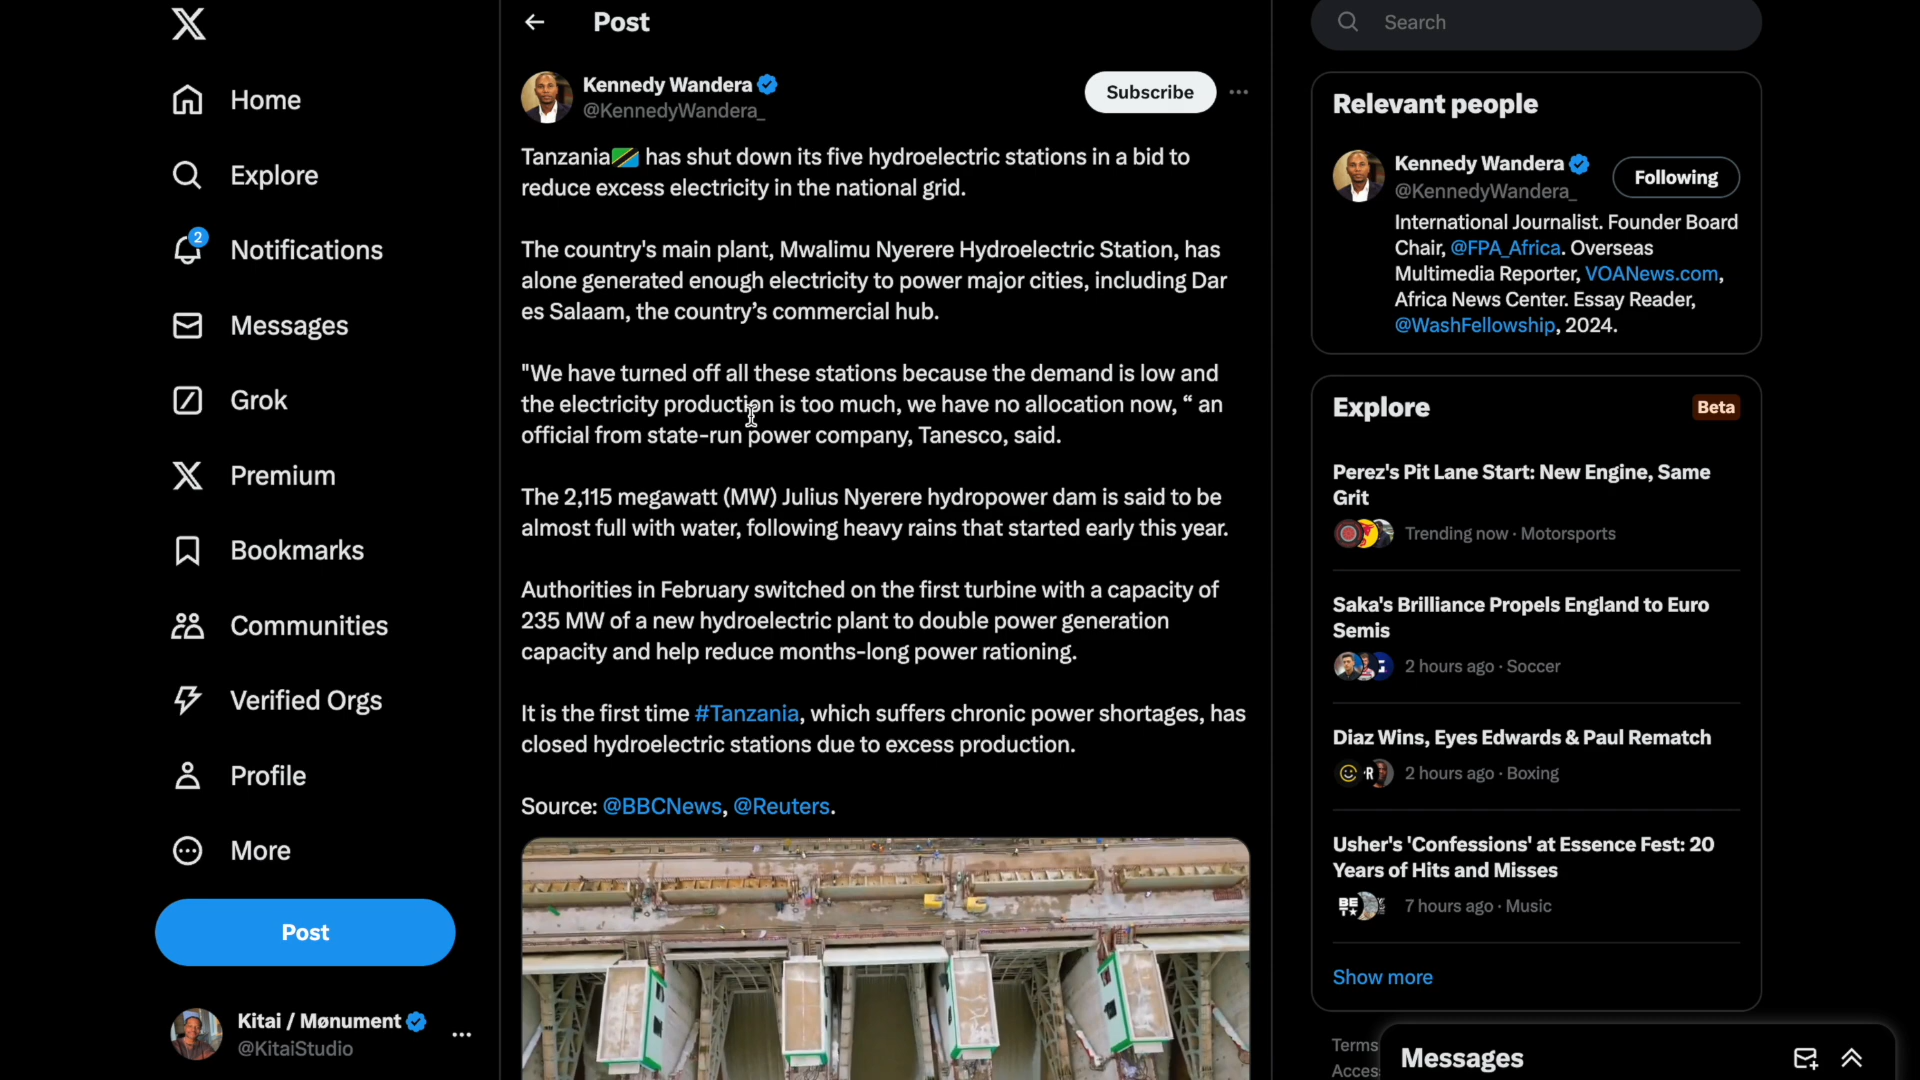 Home
Explore
2
Notifications
Messages
Grok
Premium
Bookmarks
Communities
Verified Orgs
Profile
More
Post
Kitai / Mønument
@KitaiStudio
Post
Kennedy Wandera
@KennedyWandera_
Subscribe
Tanzania🇹🇿 has shut down its five hydroelectric stations in a bid to
reduce excess electricity in the national grid.
The country's main plant, Mwalimu Nyerere Hydroelectric Station, has
alone generated enough electricity to power major cities, including Dar
es Salaam, the country’s commercial hub.
"We have turned off all these stations because the demand is low and
the electricity production is too much, we have no allocation now, “ an
official from state-run power company, Tanesco, said.
The 2,115 megawatt (MW) Julius Nyerere hydropower dam is said to be
almost full with water, following heavy rains that started early this year.
Authorities in February switched on the first turbine with a capacity of
235 MW of a new hydroelectric plant to double power generation
capacity and help reduce months-long power rationing.
It is the first time #Tanzania, which suffers chronic power shortages, has
closed hydroelectric stations due to excess production.
Source: @BBCNews, @Reuters.
Search
Relevant people
Kennedy Wandera
@KennedyWandera_
Following
International Journalist. Founder Board
Chair, @FPA_Africa. Overseas
Multimedia Reporter, VOANews.com,
Africa News Center. Essay Reader,
@WashFellowship, 2024.
Explore
Beta
Perez's Pit Lane Start: New Engine, Same
Grit
Trending now · Motorsports
Saka's Brilliance Propels England to Euro
Semis
2 hours ago · Soccer
Diaz Wins, Eyes Edwards & Paul Rematch
2 hours ago · Boxing
Usher's 'Confessions' at Essence Fest: 20
Years of Hits and Misses
BET
7 hours ago · Music
Show more
Terms
Acces
Messages